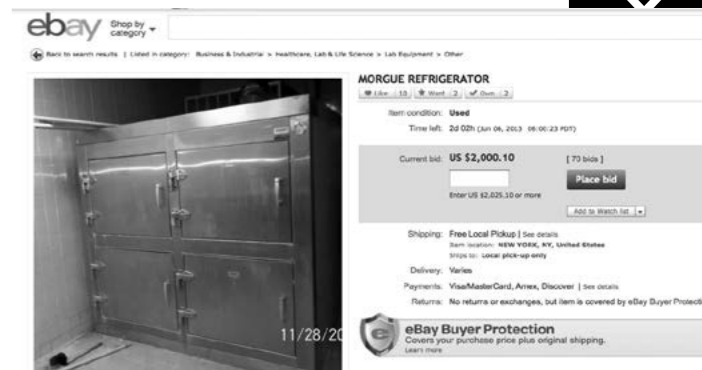 ebay Shop by category
Back to search results | Listed in category: Business & Industrial > Healthcare, Lab & Life Science > Lab Equipment > Other
MORGUE REFRIGERATOR
Like 18 Want 2 Own 2
Item condition: Used
Time left: 2d 02h (Jun 06, 2013 06:00:23 PDT)
Current bid: US $2,000.10 [ 73 bids ]
Place bid
Enter US $2,025.10 or more
Add to Watch list
Shipping: Free Local Pickup | See details
Item location: NEW YORK, NY, United States
Ships to: Local pick-up only
Delivery: Varies
Payments: Visa/MasterCard, Amex, Discover | See details
Returns: No returns or exchanges, but item is covered by eBay Buyer Protecti
11/28/20
eBay Buyer Protection
Covers your purchase price plus original shipping.
Learn more